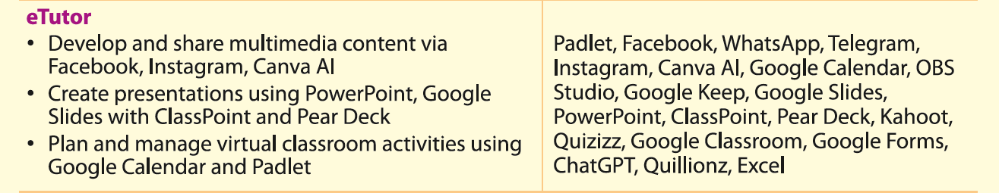 eTutor
• Develop and share multimedia content via
Facebook, Instagram, Canva AI
• Create presentations using PowerPoint, Google
Slides with ClassPoint and Pear Deck
• Plan and manage virtual classroom activities using
Google Calendar and Padlet
Padlet, Facebook, WhatsApp, Telegram,
Instagram, Canva AI, Google Calendar, OBS
Studio, Google Keep, Google Slides,
PowerPoint, ClassPoint, Pear Deck, Kahoot,
Quizizz, Google Classroom, Google Forms,
ChatGPT, Quillionz, Excel